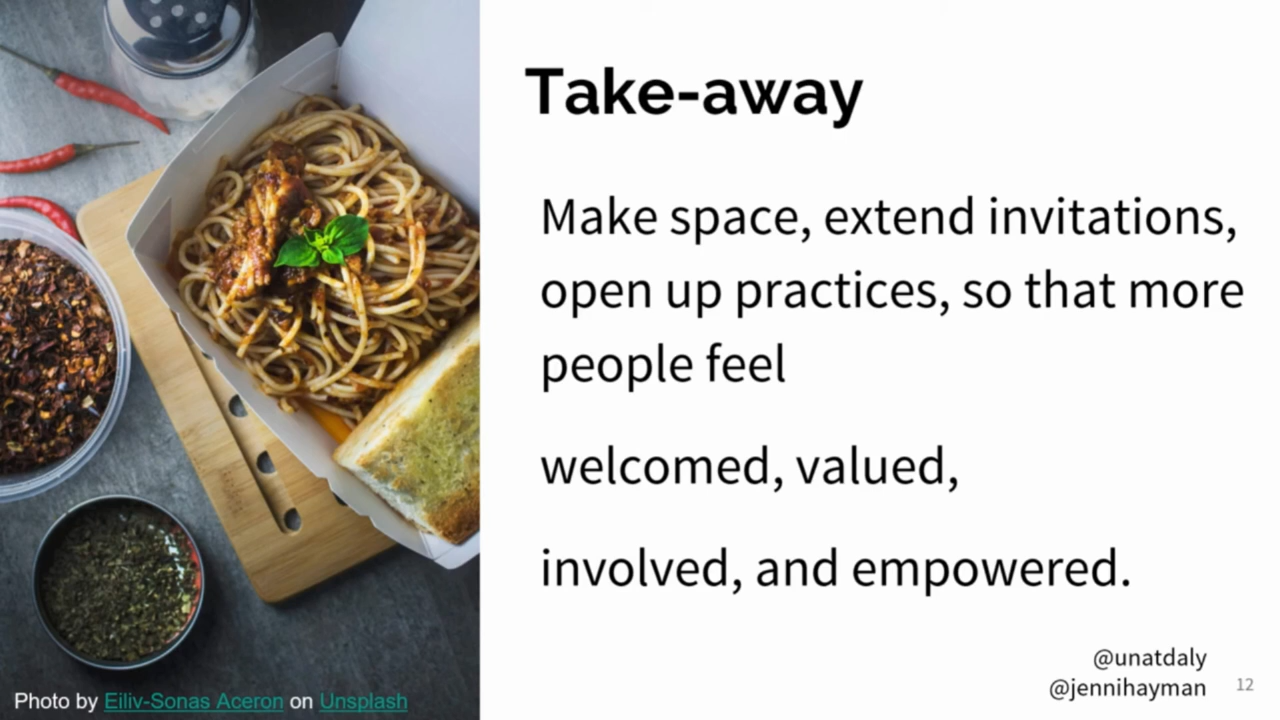 Take-away
Make space, extend invitations,
open up practices, so that more
people feel
welcomed, valued,
involved, and empowered.
@unatdaly
@jennihayman
12
Photo by Eiliv-Sonas Aceron on Unsplash